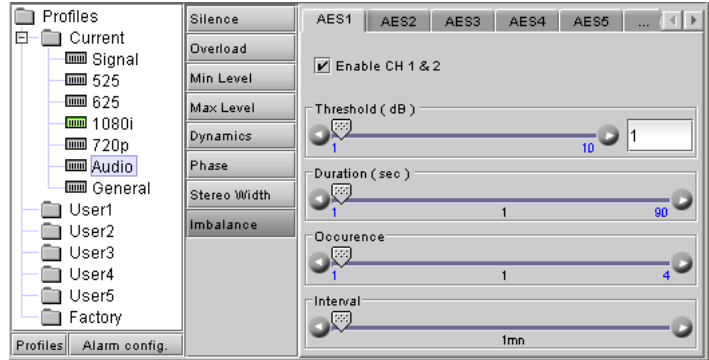 Profiles
Current
Signal
525
625
1080i
720p
Audio
General
User1
User2
User3
User4
User5
Factory
Profiles
Alarm config.
Silence
Overload
Min Level
Max Level
Dynamics
Phase
Stereo Width
Imbalance
AES1 AES2 AES3 AES4 AES5 ...
Enable CH 1 & 2
Threshold ( dB )
1 10 1
Duration ( sec )
1 1 90
Occurence
1 1 4
Interval
1mn